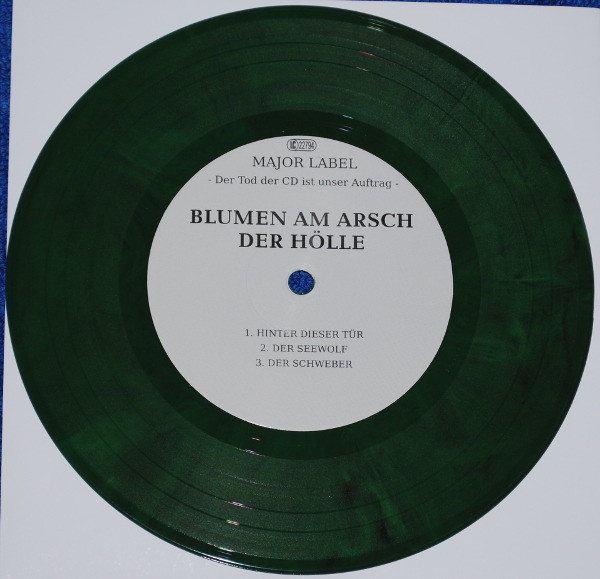 LC 22794
MAJOR LABEL
- Der Tod der CD ist unser Auftrag -
BLUMEN AM ARSCH
DER HÖLLE
1. HINTER DIESER TÜR
2. DER SEEWOLF
3. DER SCHWEBER